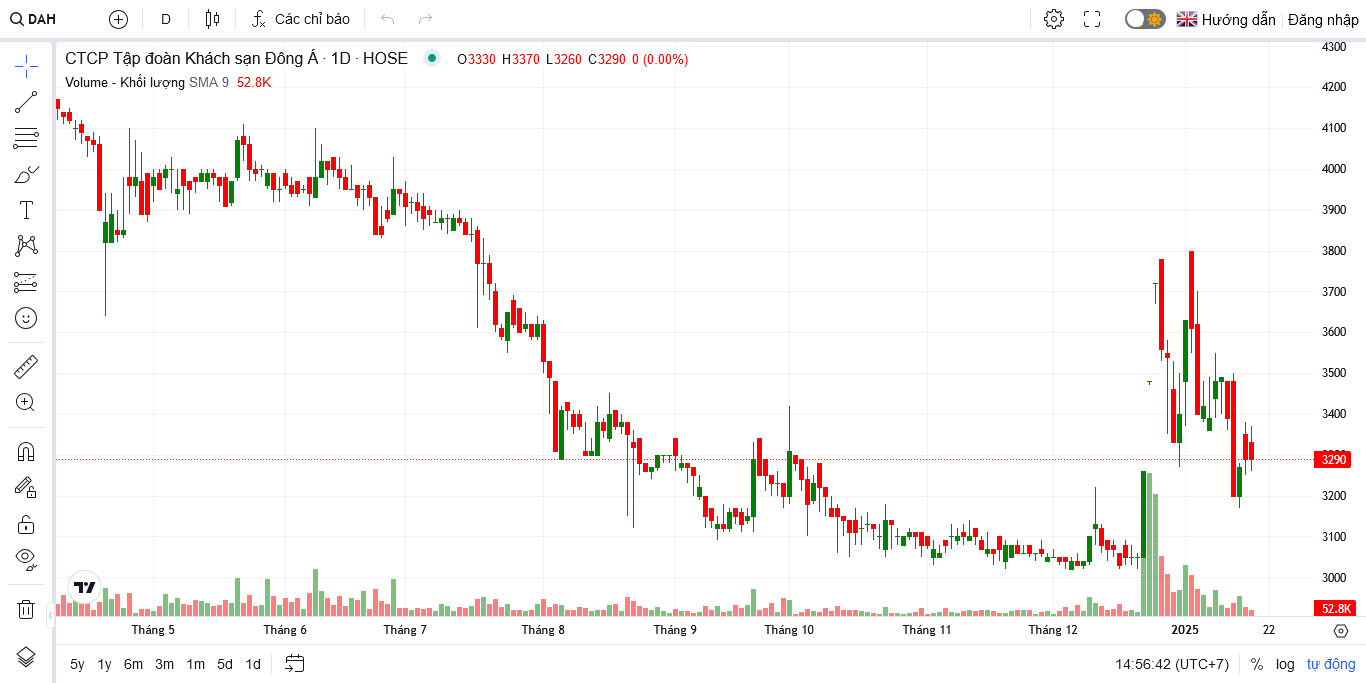 DAH D Các chỉ báo Hướng dẫn Đăng nhập
CTCP Tập đoàn Khách sạn Đông Á · 1D · HOSE O3330 H3370 L3260 C3290 0 (0.00%)
Volume - Khối lượng SMA 9 52.8K
4300
4200
4100
4000
3900
3800
3700
3600
3500
3400
3290
3200
3100
3000
52.8K
Tháng 5 Tháng 6 Tháng 7 Tháng 8 Tháng 9 Tháng 10 Tháng 11 Tháng 12 2025 22
5y 1y 6m 3m 1m 5d 1d 14:56:42 (UTC+7) % log tự động